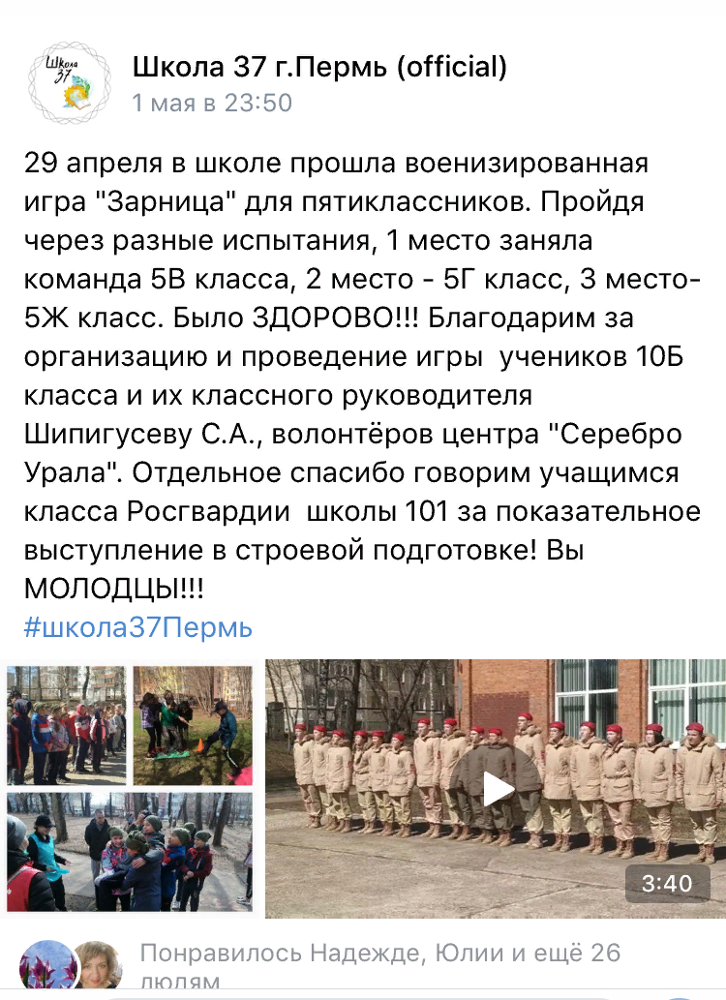 Школа
37
Школа 37 г.Пермь (official)
1 мая в 23:50
29 апреля в школе прошла военизированная
игра "Зарница" для пятиклассников. Пройдя
через разные испытания, 1 место заняла
команда 5В класса, 2 место - 5Г класс, 3 место-
5Ж класс. Было ЗДОРОВО!!! Благодарим за
организацию и проведение игры  учеников 10Б
класса и их классного руководителя
Шипигусеву С.А., волонтёров центра "Серебро
Урала". Отдельное спасибо говорим учащимся
класса Росгвардии  школы 101 за показательное
выступление в строевой подготовке! Вы
МОЛОДЦЫ!!!
#школа37Пермь
3:40
Понравилось Надежде, Юлии и ещё 26
людям